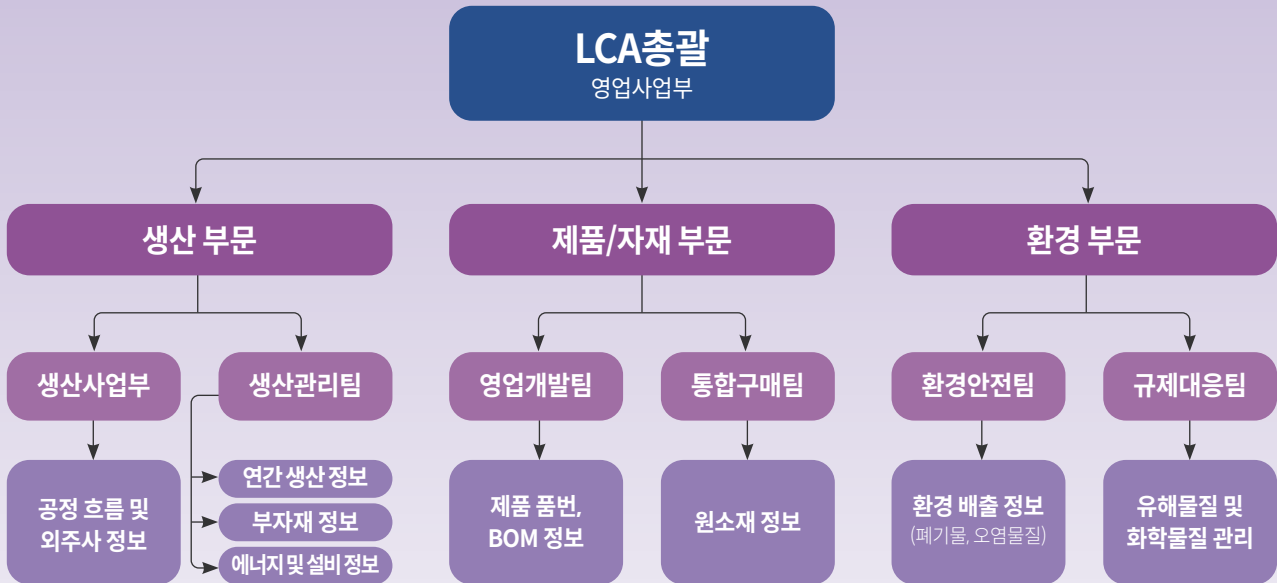 LCA총괄
영업사업부
생산 부문
제품/자재 부문
환경 부문
생산사업부
생산관리팀
영업개발팀
통합구매팀
환경안전팀
규제대응팀
공정 흐름 및
외주사 정보
연간 생산 정보
부자재 정보
에너지 및 설비 정보
제품 품번,
BOM 정보
원소재 정보
환경 배출 정보
(폐기물, 오염물질)
유해물질 및
화학물질 관리